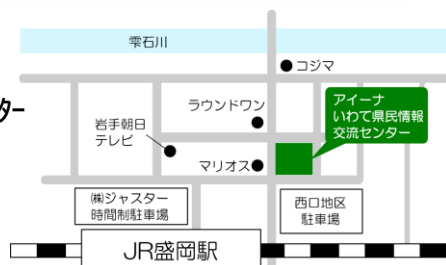 雫石川
コジマ
ター
ラウンドワン
アイーナ
いわて県民情報
交流センター
岩手朝日
テレビ
マリオス
㈱ジャスター
時間制駐車場
西口地区
駐車場
JR盛岡駅